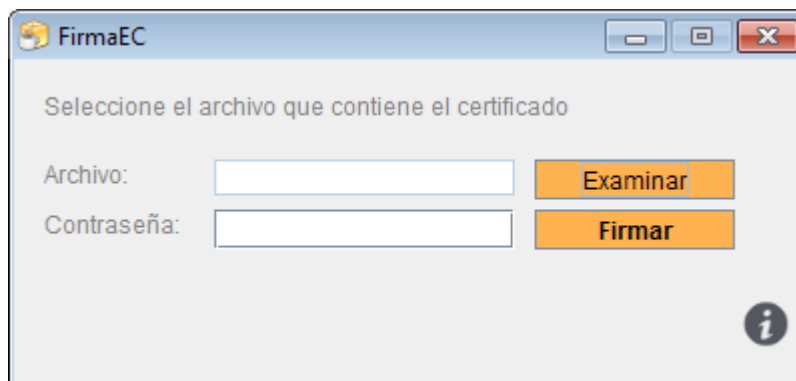 FirmaEC
Seleccione el archivo que contiene el certificado
Archivo: Examinar
Contraseña: Firmar